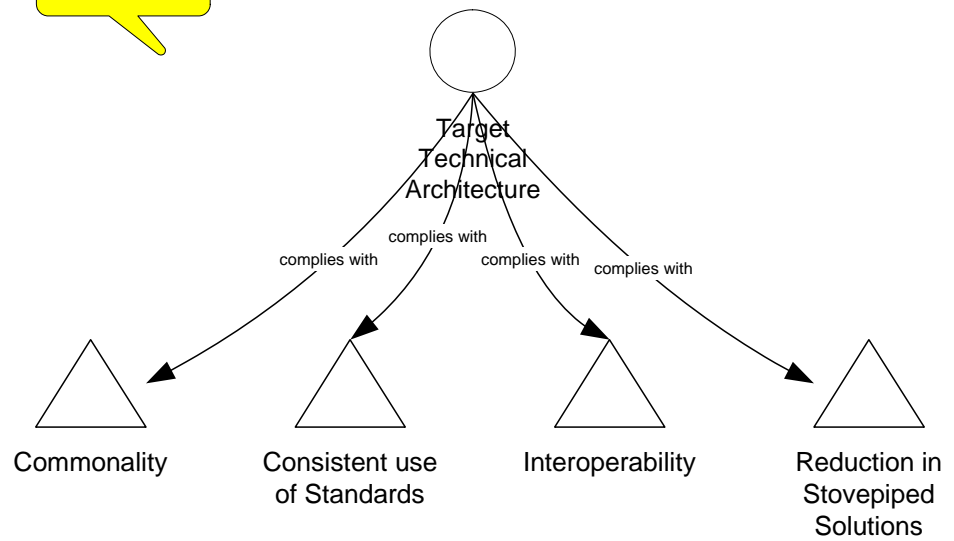 Target
Technical
Architecture
complies with
complies with
complies with
complies with
Commonality
Consistent use
of Standards
Interoperability
Reduction in
Stovepiped
Solutions